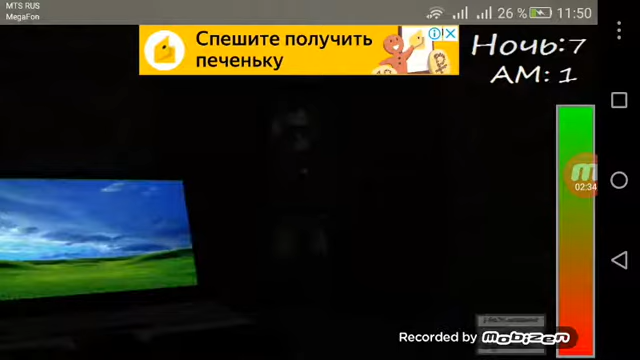 MTS RUS
MegaFon
26 % 11:50
Спешите получить
печеньку
Ночь:7
AM: 1
02:34
Recorded by Mobizen